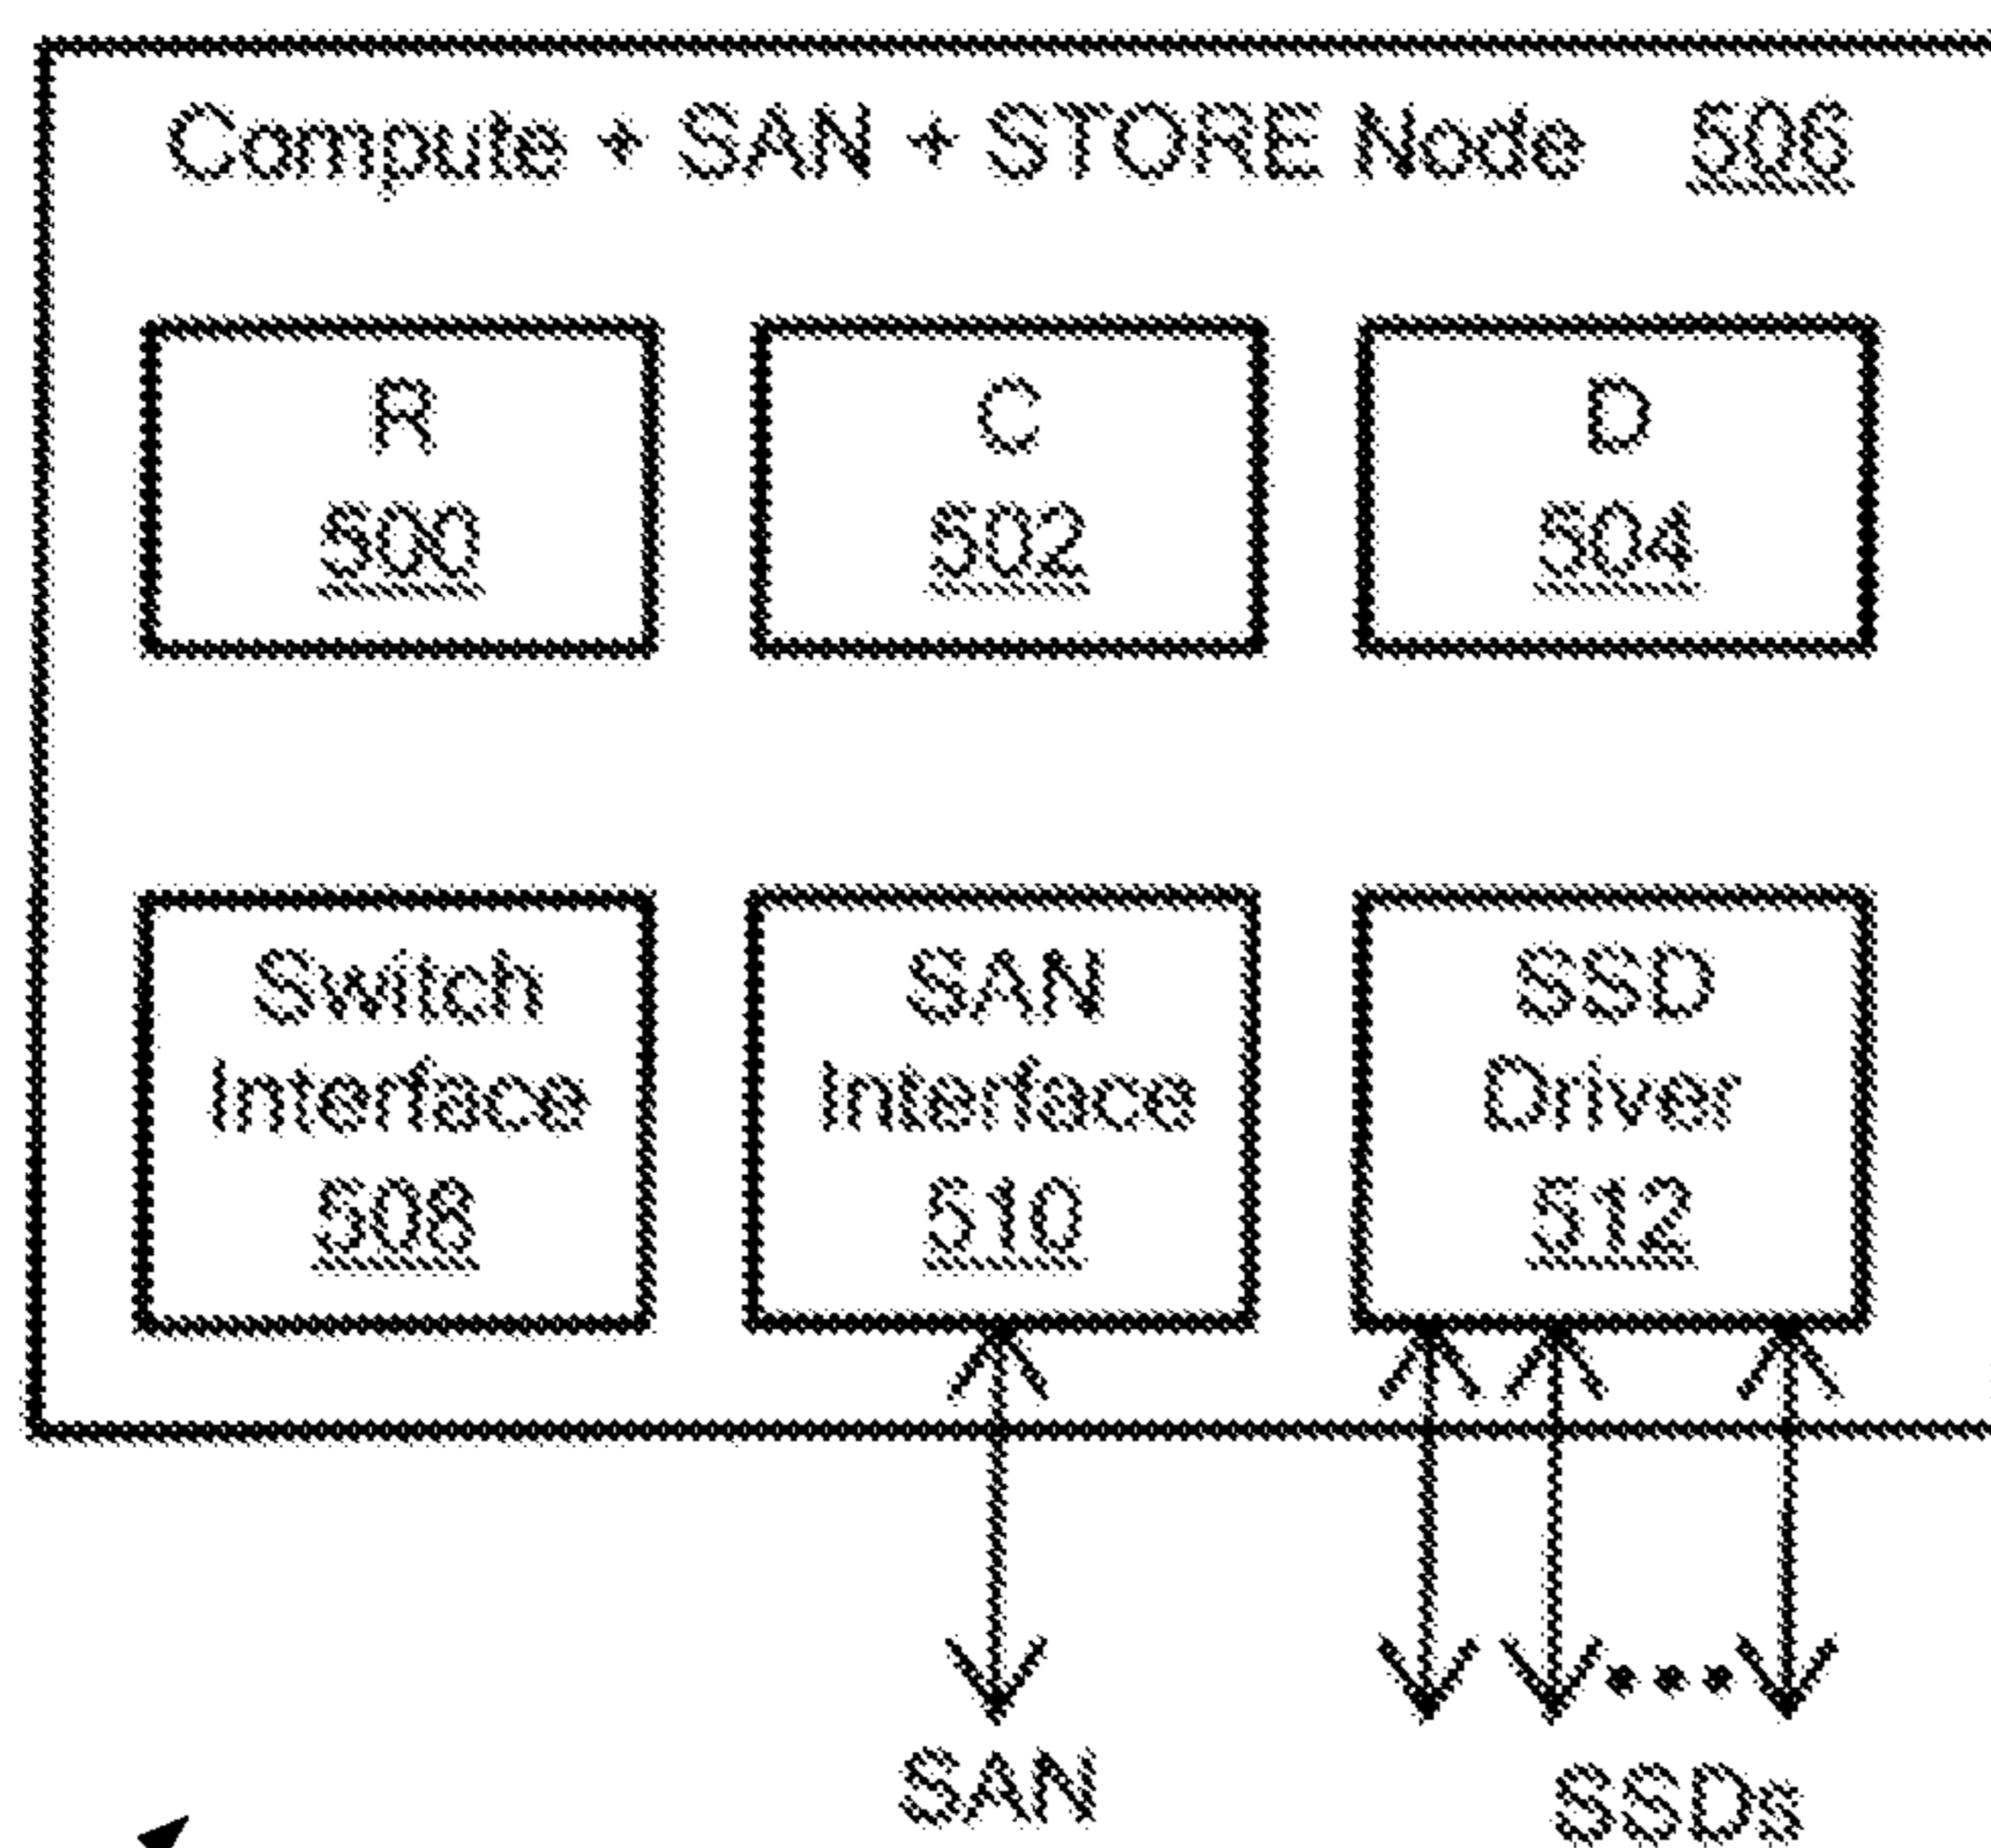 Compute + SAN + STORE Node 506
R
500
C
502
D
504
Switch
Interface
508
SAN
Interface
510
SSD
Driver
512
SAN
SSDs